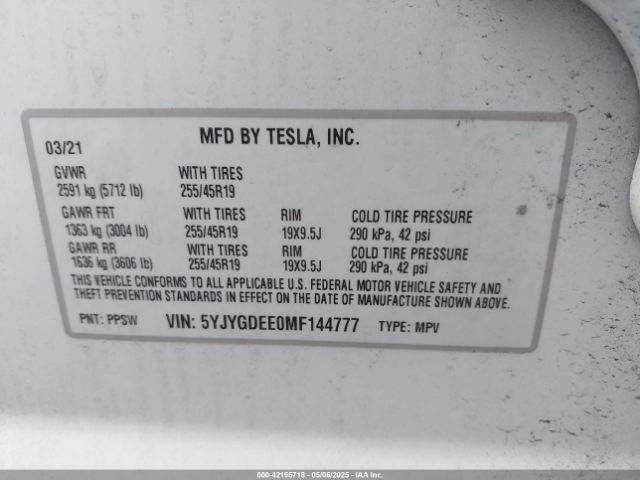 MFD BY TESLA, INC.
03/21
GVWR WITH TIRES
2591 kg (5712 lb) 255/45R19
GAWR FRT WITH TIRES RIM COLD TIRE PRESSURE
1363 kg (3004 lb) 255/45R19 19X9.5J 290 kPa, 42 psi
GAWR RR WITH TIRES RIM COLD TIRE PRESSURE
1636 kg (3606 lb) 255/45R19 19X9.5J 290 kPa, 42 psi
THIS VEHICLE CONFORMS TO ALL APPLICABLE U.S. FEDERAL MOTOR VEHICLE SAFETY AND
THEFT PREVENTION STANDARDS IN EFFECT ON THE DATE OF MANUFACTURE SHOWN ABOVE.
PNT: PPSW VIN: 5YJYGDEE0MF144777 TYPE: MPV
000-42195718 - 05/06/2025 - IAA Inc.